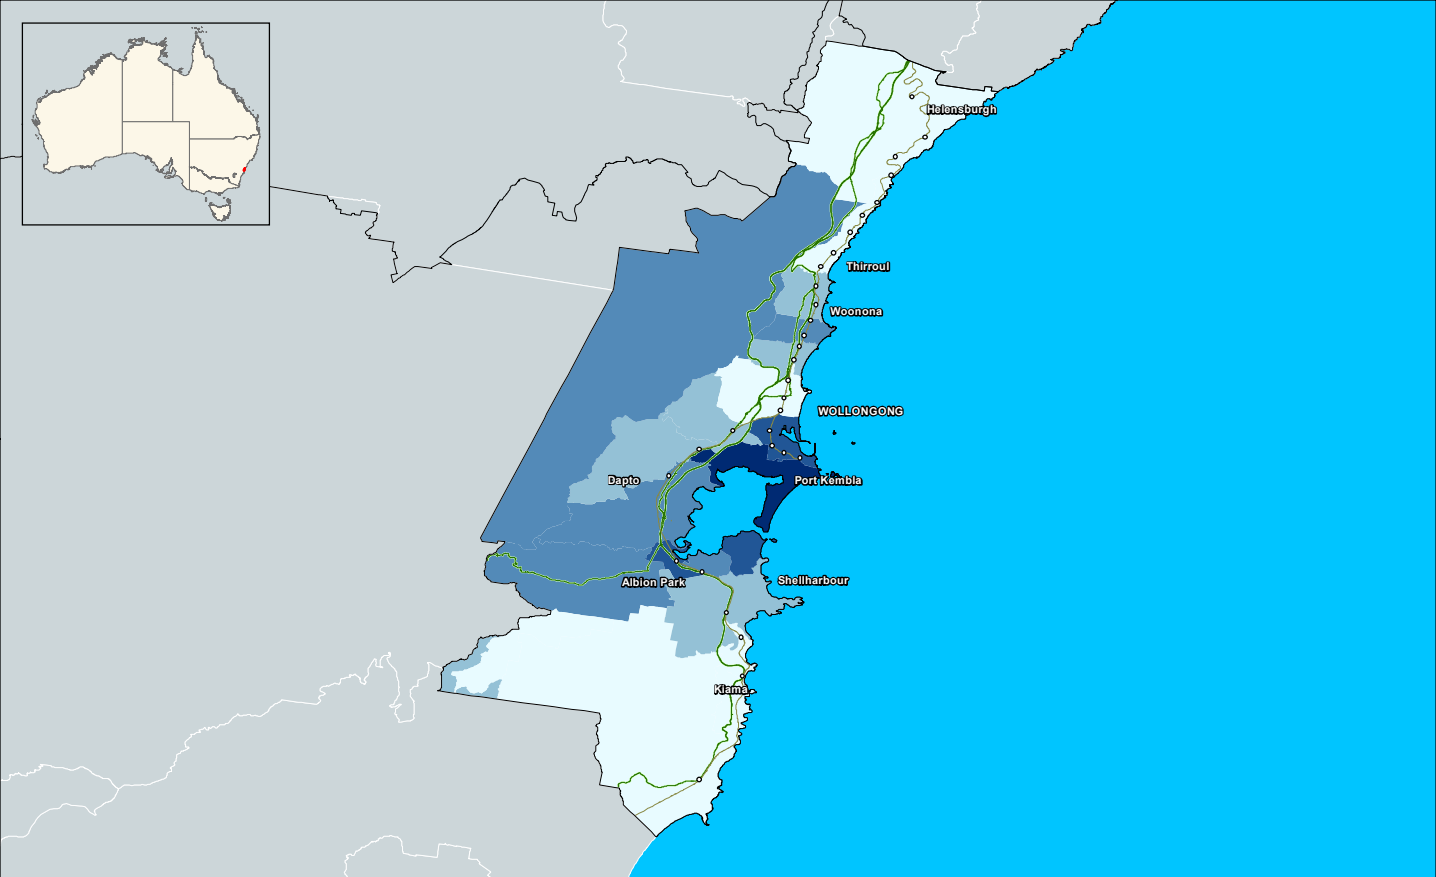 Helensburgh
Thirroul
Woonona
WOLLONGONG
Dapto
Port Kembla
Albion Park
Shellharbour
Kiama